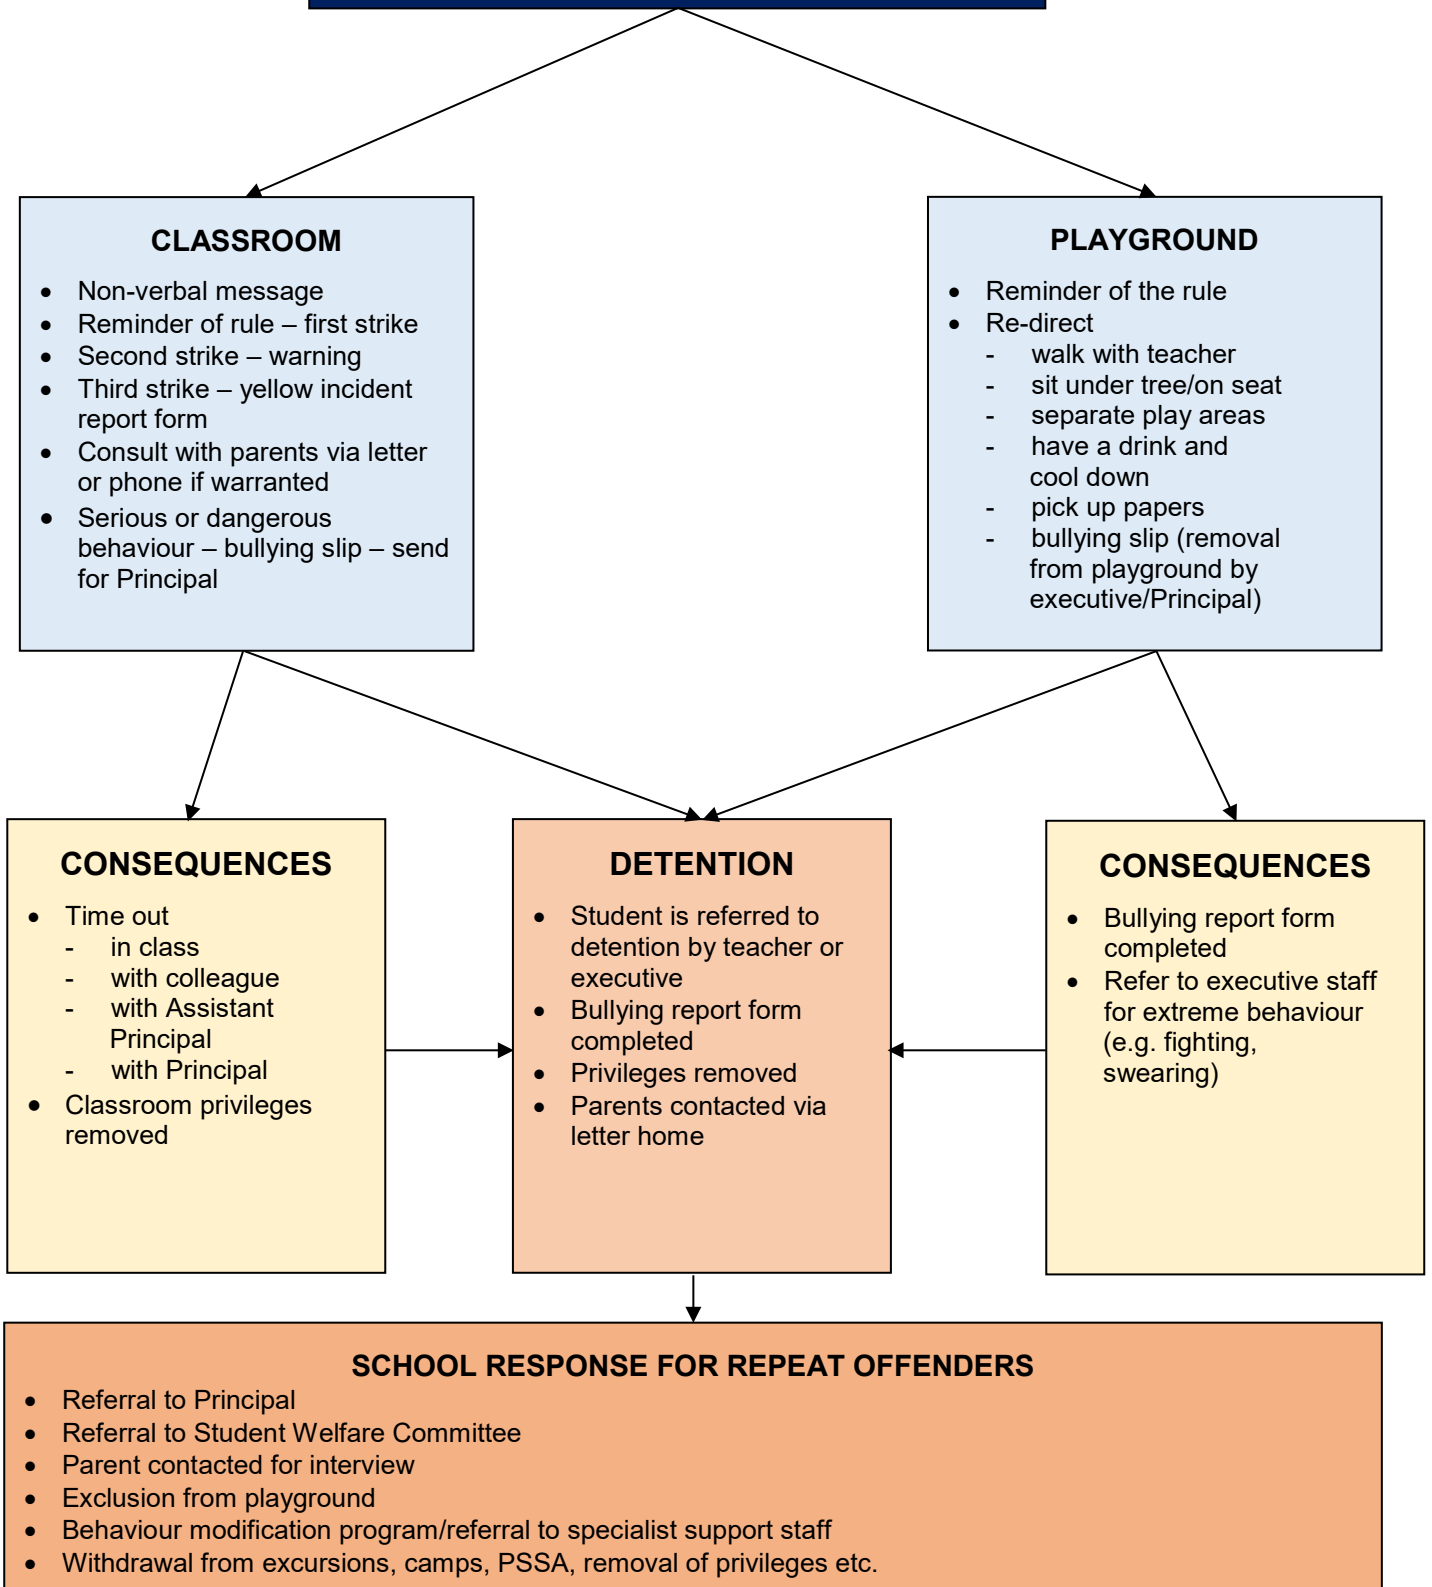 CLASSROOM
• Non-verbal message
• Reminder of rule – first strike
• Second strike – warning
• Third strike – yellow incident
report form
• Consult with parents via letter
or phone if warranted
• Serious or dangerous
behaviour – bullying slip – send
for Principal
PLAYGROUND
• Reminder of the rule
• Re-direct
- walk with teacher
- sit under tree/on seat
- separate play areas
- have a drink and
cool down
- pick up papers
- bullying slip (removal
from playground by
executive/Principal)
CONSEQUENCES
• Time out
- in class
- with colleague
- with Assistant
Principal
- with Principal
• Classroom privileges
removed
DETENTION
• Student is referred to
detention by teacher or
executive
• Bullying report form
completed
• Privileges removed
• Parents contacted via
letter home
CONSEQUENCES
• Bullying report form
completed
• Refer to executive staff
for extreme behaviour
(e.g. fighting,
swearing)
SCHOOL RESPONSE FOR REPEAT OFFENDERS
• Referral to Principal
• Referral to Student Welfare Committee
• Parent contacted for interview
• Exclusion from playground
• Behaviour modification program/referral to specialist support staff
• Withdrawal from excursions, camps, PSSA, removal of privileges etc.